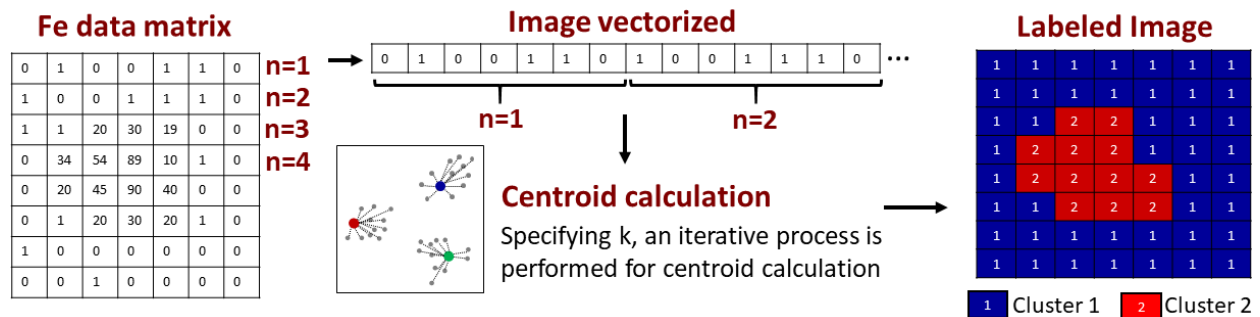 Fe data matrix
Image vectorized
Labeled Image
0 1 0 0 1 1 0 n=1
1 0 0 1 1 1 0 n=2
1 1 20 30 19 0 0 n=3
0 34 54 89 10 1 0 n=4
0 20 45 90 40 0 0
0 1 20 30 20 1 0
1 0 0 0 0 0 0
0 0 1 0 0 0 0
0 1 0 0 1 1 0 1 0 0 1 1 1 0 ...
n=1 n=2
Centroid calculation
Specifying k, an iterative process is
performed for centroid calculation
1 1 1 1 1 1 1
1 1 1 1 1 1 1
1 1 2 2 1 1 1
1 2 2 2 1 1 1
1 2 2 2 2 1 1
1 1 2 2 2 1 1
1 1 1 1 1 1 1
1 1 1 1 1 1 1
1 Cluster 1 2 Cluster 2